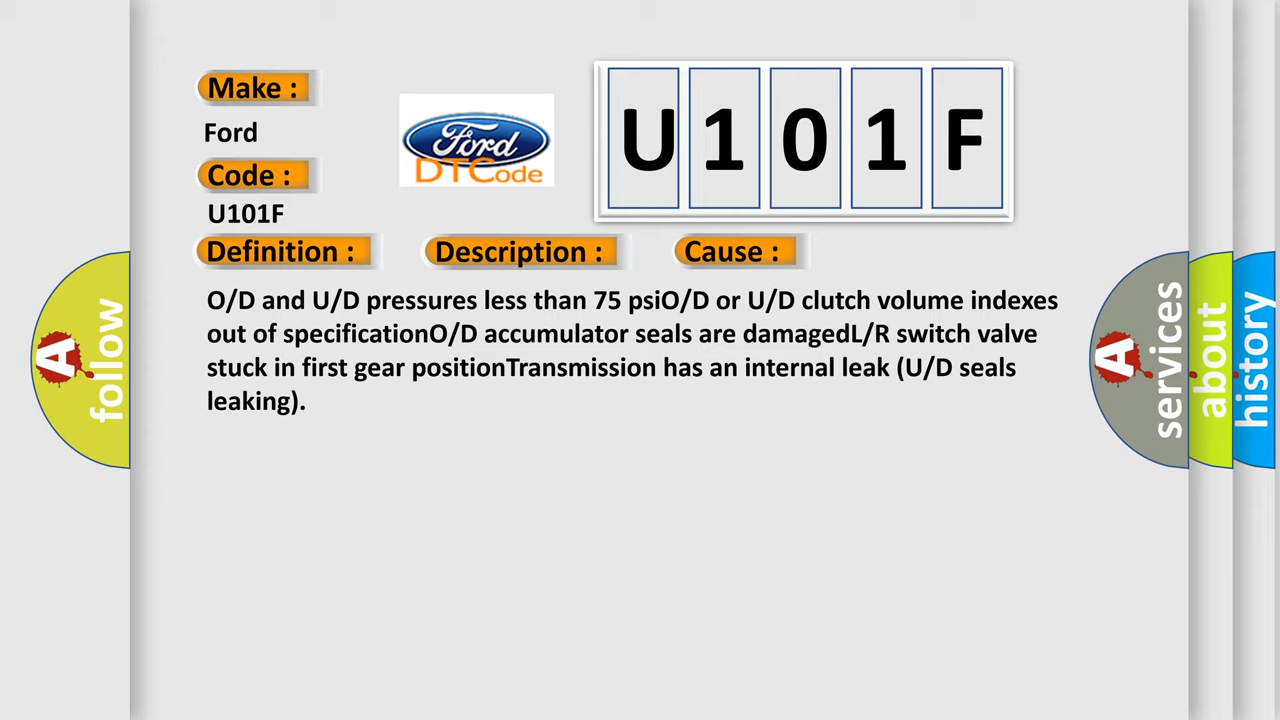 Make :
Ford
Code :
U101F
Ford
DTCode
U101F
Definition :
Description :
Cause :
O/D and U/D pressures less than 75 psiO/D or U/D clutch volume indexes
out of specificationO/D accumulator seals are damagedL/R switch valve
stuck in first gear positionTransmission has an internal leak (U/D seals
leaking).
A
follow
A
services
about
history